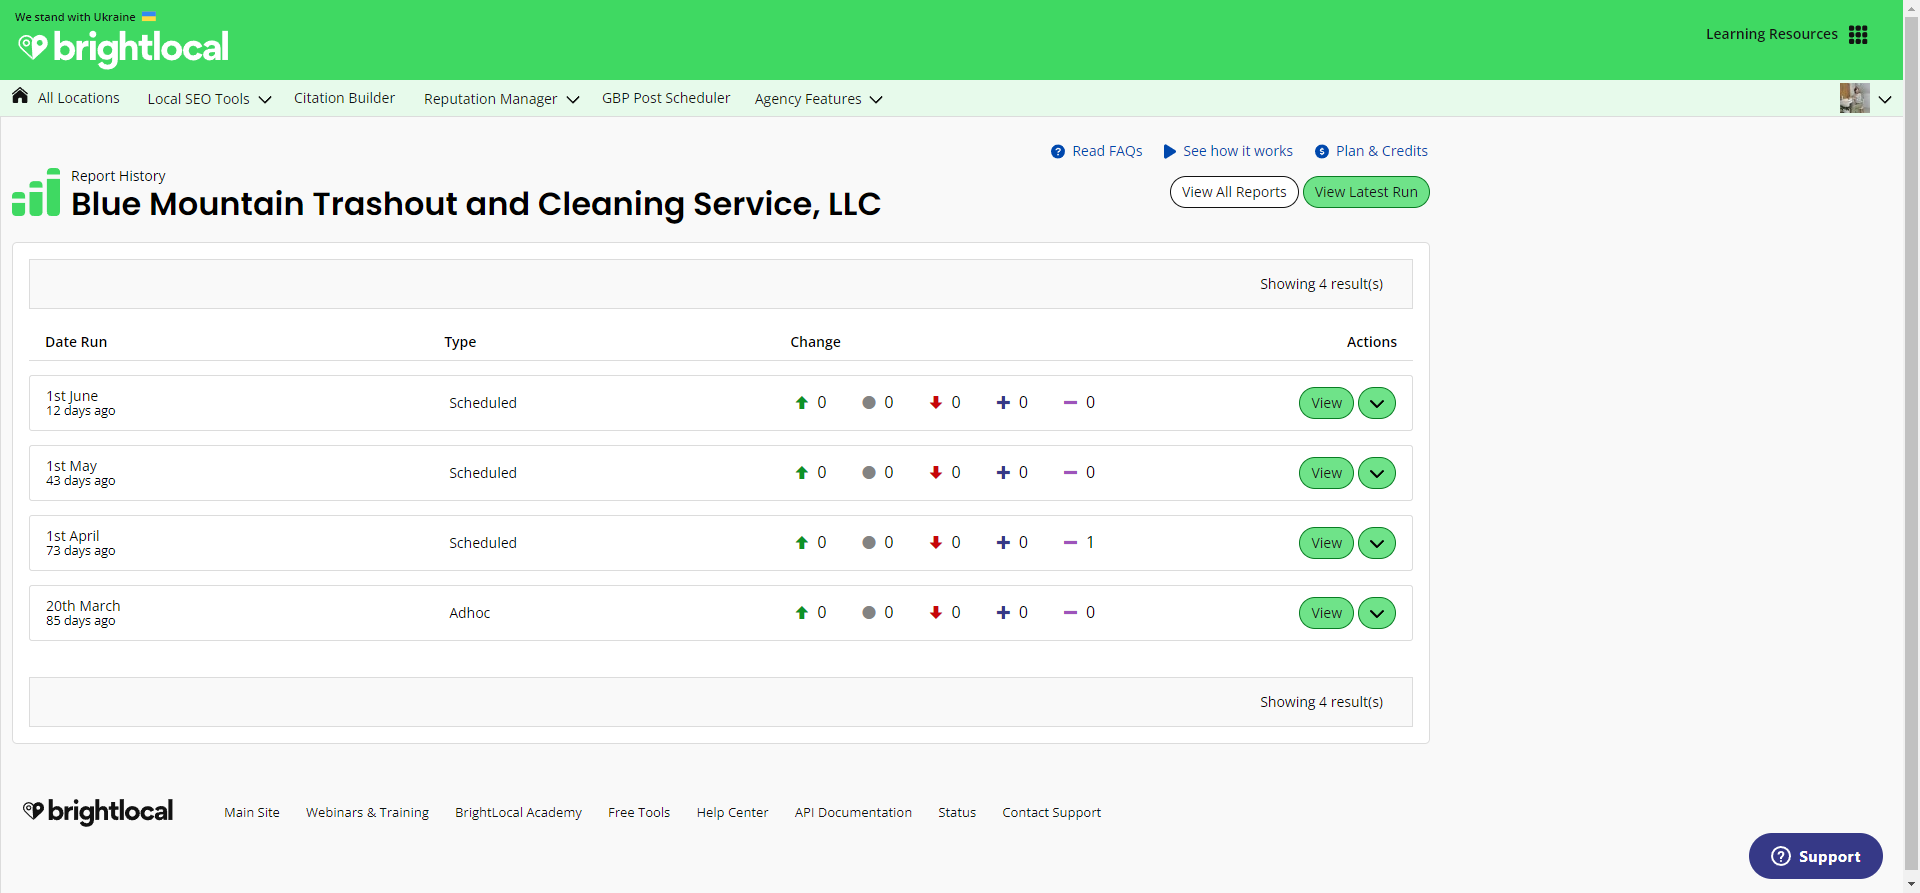 We stand with Ukraine
brightlocal
Learning Resources
All Locations Local SEO Tools Citation Builder Reputation Manager GBP Post Scheduler Agency Features
Read FAQs See how it works Plan & Credits
Report History
Blue Mountain Trashout and Cleaning Service, LLC
View All Reports View Latest Run
Showing 4 result(s)
Date Run Type Change Actions
1st June
12 days ago
Scheduled 0 0 0 0 0 View
1st May
43 days ago
Scheduled 0 0 0 0 0 View
1st April
73 days ago
Scheduled 0 0 0 0 1 View
20th March
85 days ago
Adhoc 0 0 0 0 0 View
Showing 4 result(s)
brightlocal Main Site Webinars & Training BrightLocal Academy Free Tools Help Center API Documentation Status Contact Support
Support